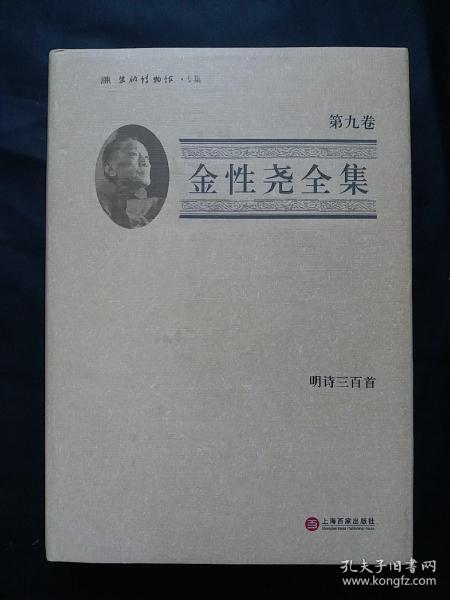 第九卷
金性尧全集
明诗三百首
上海百家出版社
孔夫子旧书网
www.kongfz.com